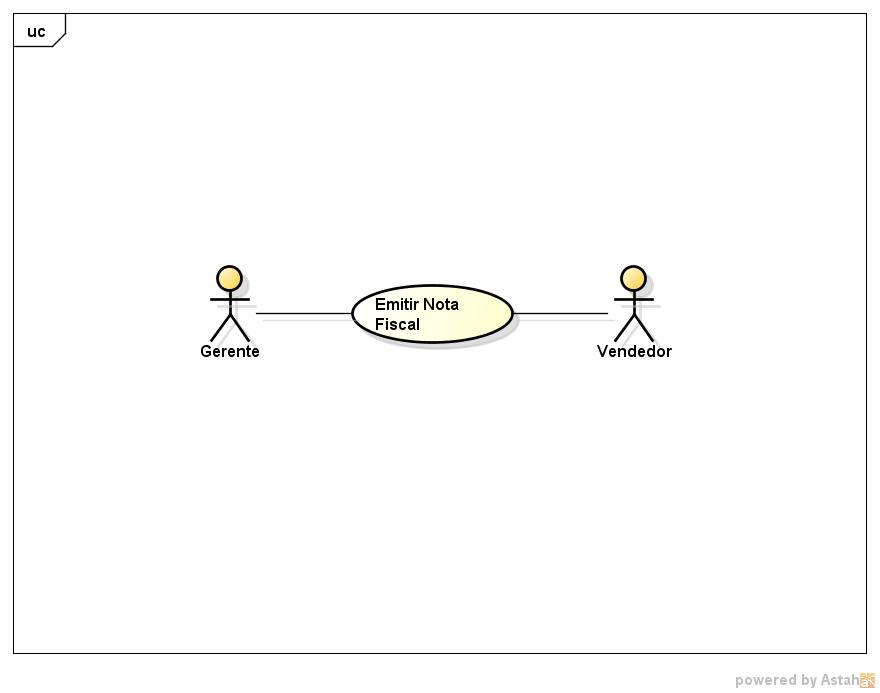 uc
Emitir Nota
Fiscal
Gerente
Vendedor
powered by Astah